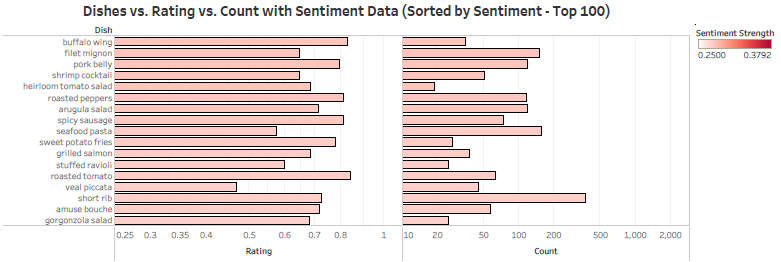 Dishes vs. Rating vs. Count with Sentiment Data (Sorted by Sentiment - Top 100)
Dish
Sentiment Strength
0.2500 0.3792
buffalo wing
filet mignon
pork belly
shrimp cocktail
heirloom tomato salad
roasted peppers
arugula salad
spicy sausage
seafood pasta
sweet potato fries
grilled salmon
stuffed ravioli
roasted tomato
veal piccata
short rib
amuse bouche
gorgonzola salad
0.25 0.3 0.35 0.4 0.5 0.6 0.7 0.8 1 10 20 50 100 200 500 1,000 2,000
Rating Count